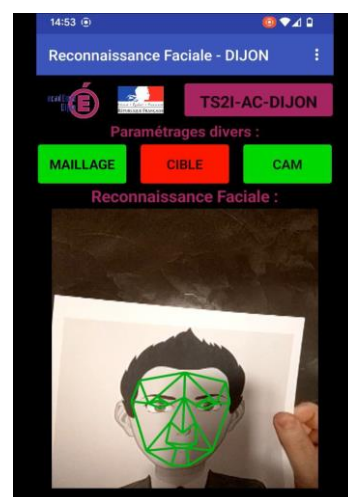 14:53
Reconnaissance Faciale - DIJON
TS2I-AC-DIJON
Paramétrages divers :
MAILLAGE
CIBLE
CAM
Reconnaissance Faciale :